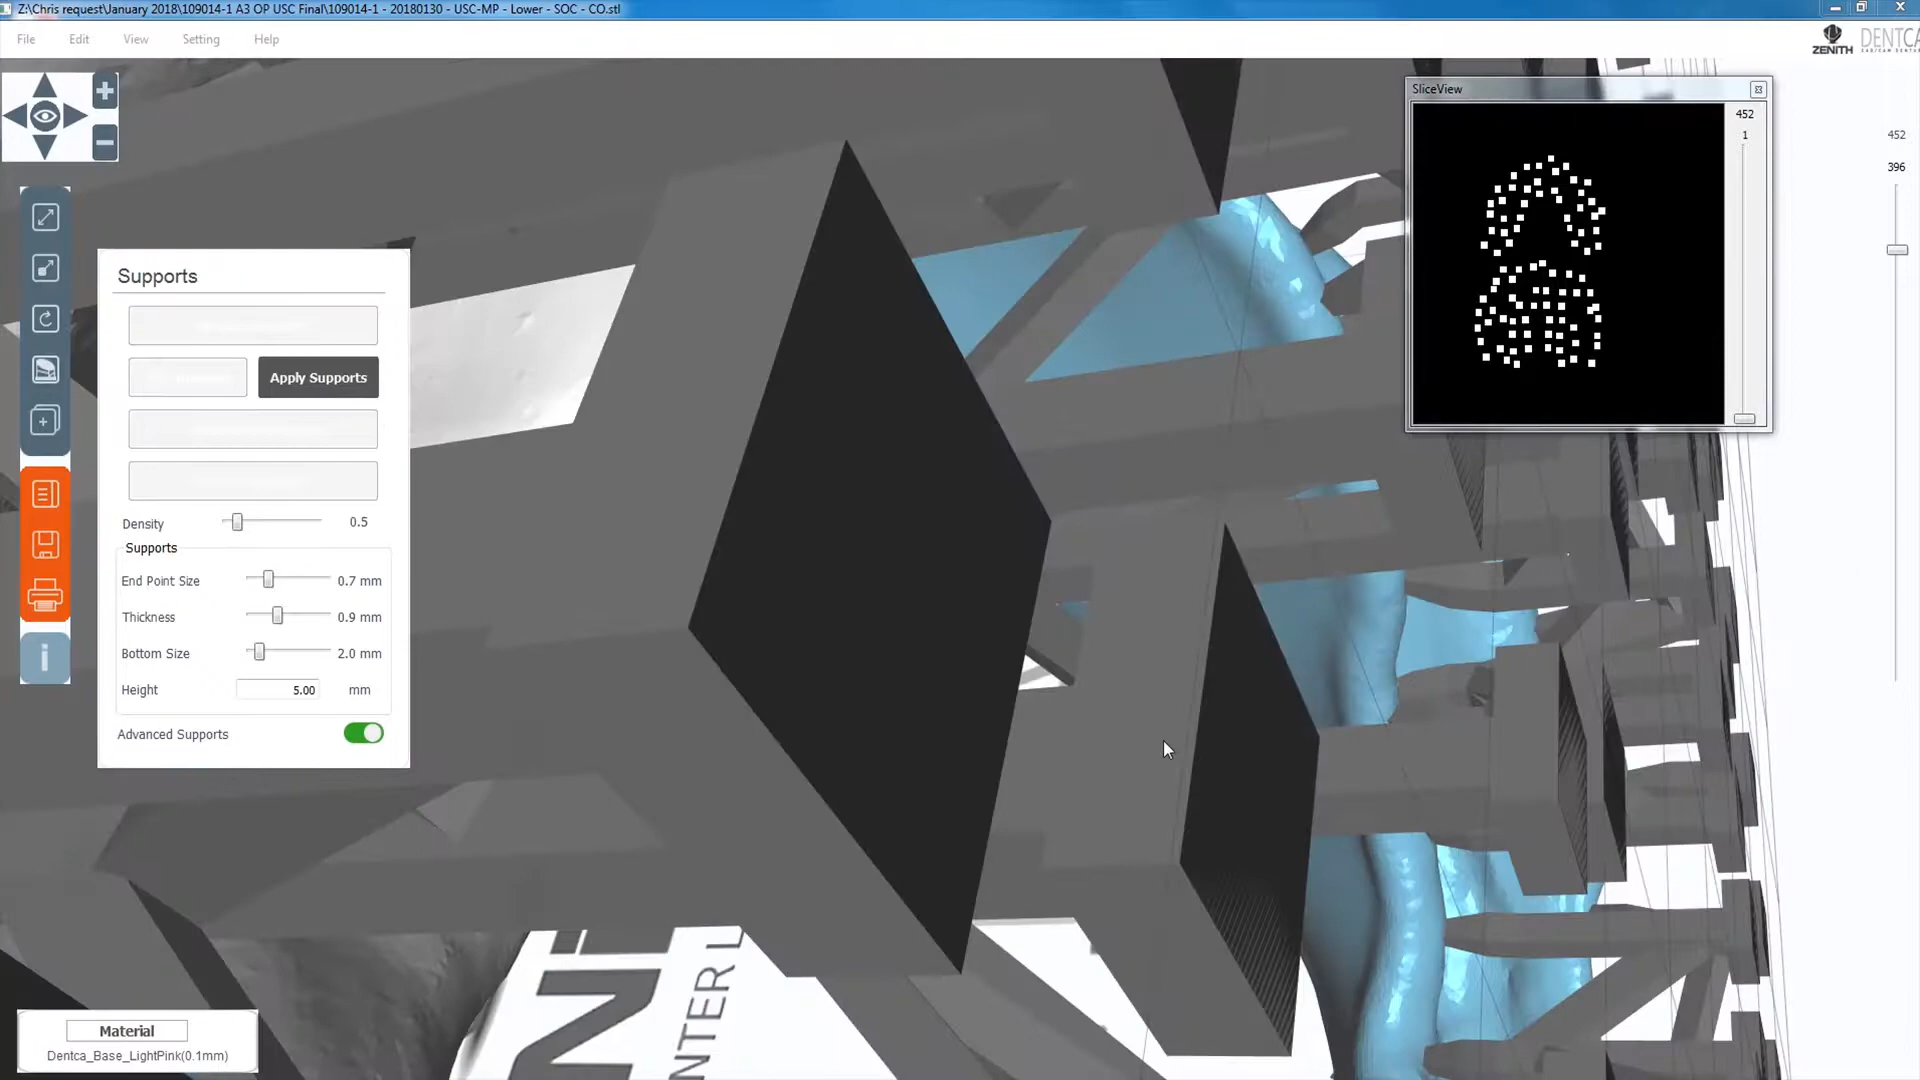 Z:\Chris request\January 2018\109014-1 A3 OP USC Final\109014-1 - 20180130 - USC-MP - Lower - SOC - CO.stl
File Edit View Setting Help
ZENITH DENTCA
SliceView
452
1
452
396
Supports
Apply Supports
Density 0.5
Supports
End Point Size 0.7 mm
Thickness 0.9 mm
Bottom Size 2.0 mm
Height 5.00 mm
Advanced Supports
i
Material
Dentca_Base_LightPink(0.1mm)